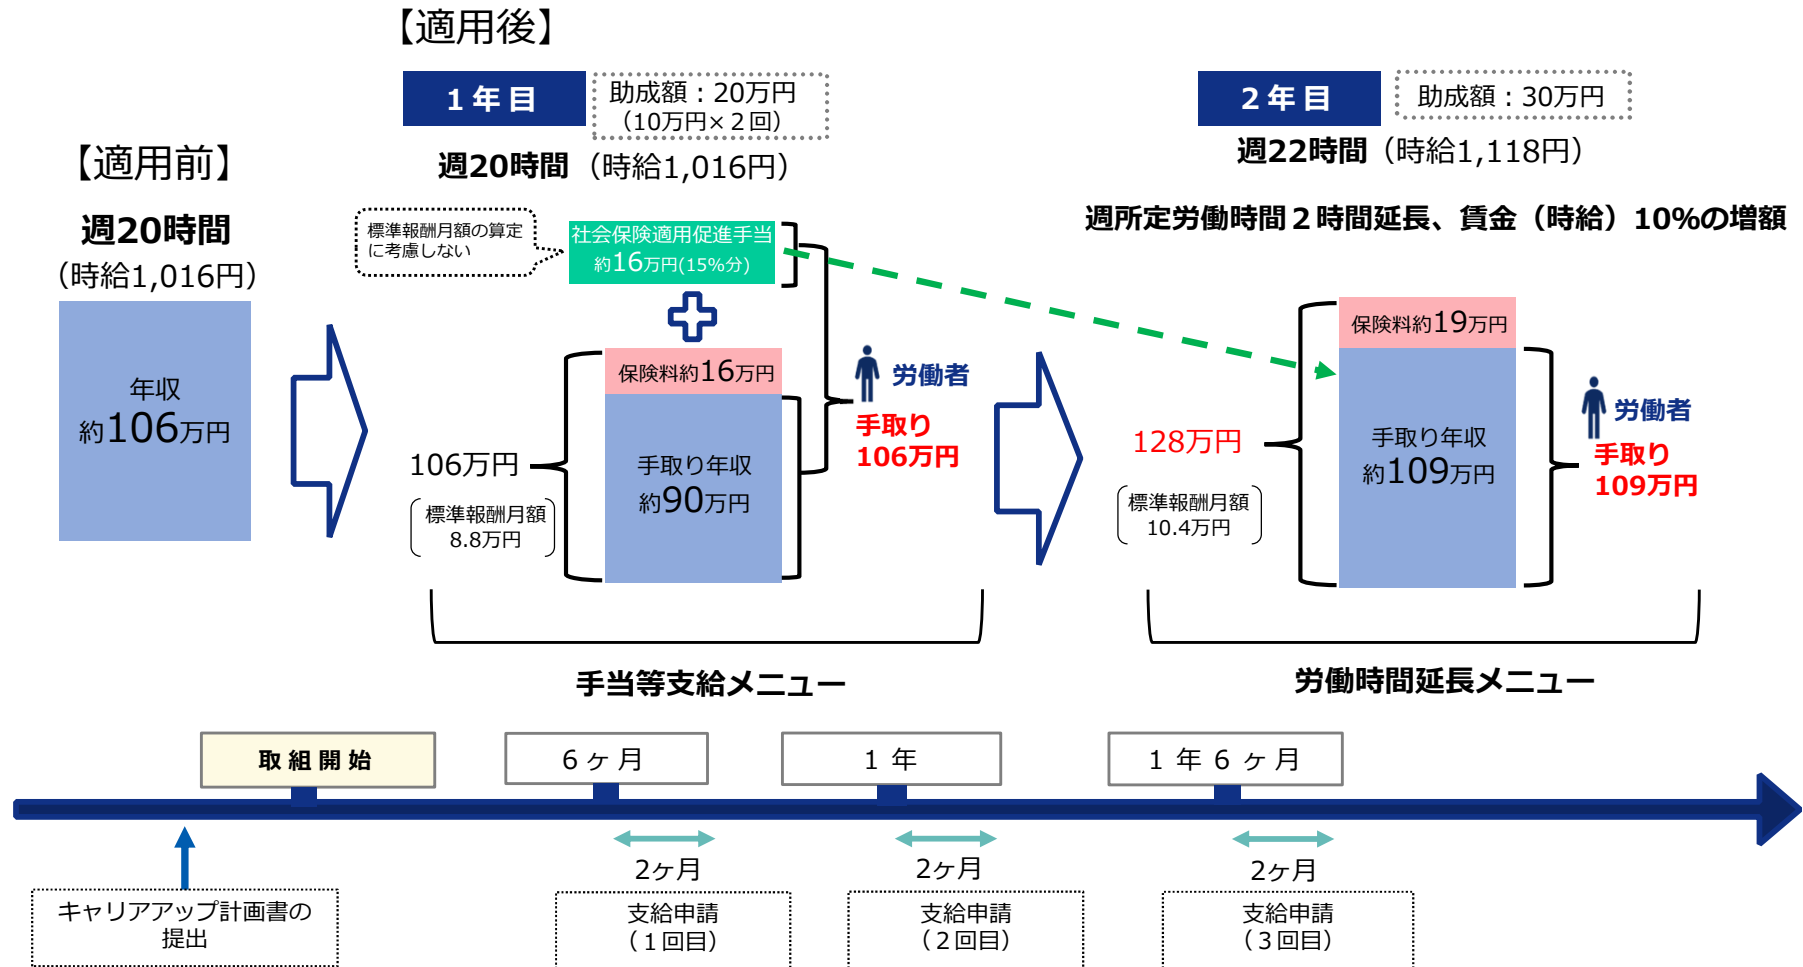 【適用後】
１年目
助成額：20万円
（10万円×２回）
週20時間（時給1,016円）
２年目
助成額：30万円
週22時間（時給1,118円）
週所定労働時間２時間延長、賃金（時給）10%の増額
【適用前】
週20時間
（時給1,016円）
年収
約106万円
標準報酬月額の算定
に考慮しない
社会保険適用促進手当
約16万円(15%分)
保険料約16万円
手取り年収
約90万円
106万円
標準報酬月額
8.8万円
労働者
手取り
106万円
128万円
標準報酬月額
10.4万円
保険料約19万円
手取り年収
約109万円
労働者
手取り
109万円
手当等支給メニュー
労働時間延長メニュー
取組開始
6ヶ月
1年
1年6ヶ月
2ヶ月
2ヶ月
2ヶ月
キャリアアップ計画書の
提出
支給申請
（１回目）
支給申請
（２回目）
支給申請
（３回目）